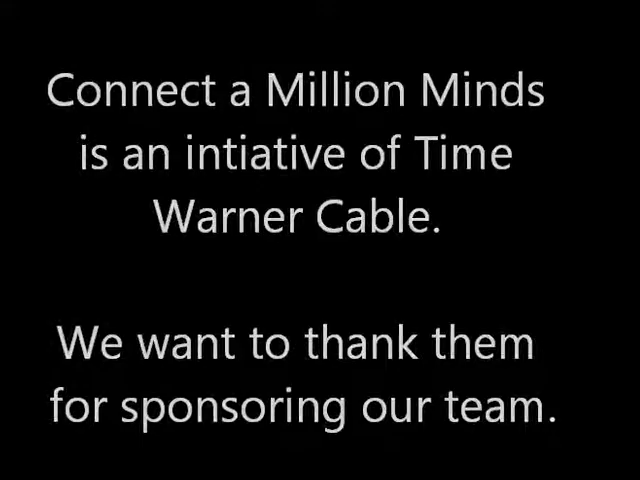 Connect a Million Minds
is an intiative of Time
Warner Cable.
We want to thank them
for sponsoring our team.